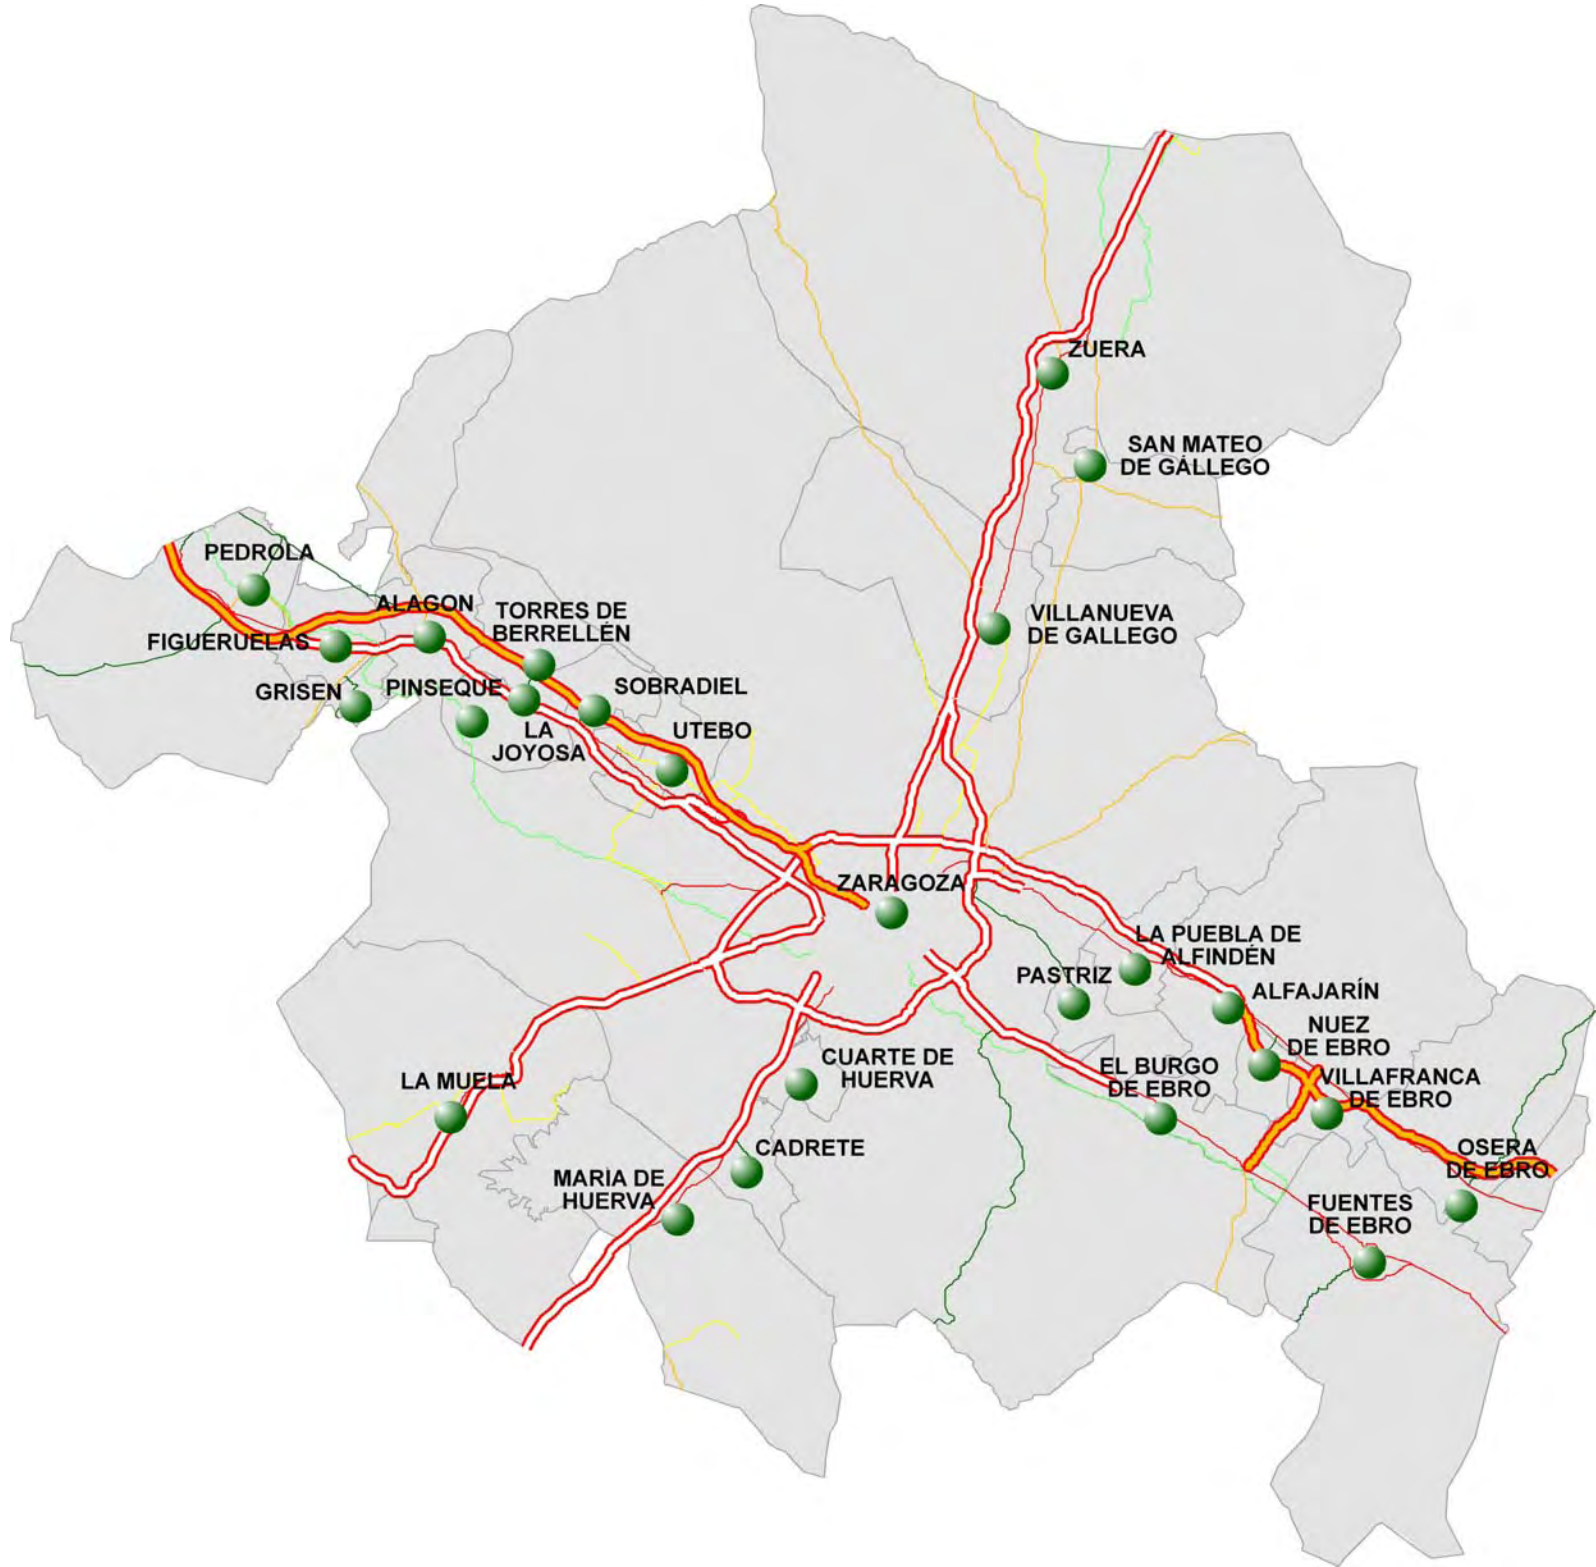 ZUERA
SAN MATEO
DE GÁLLEGO
PEDROLA
ALAGON
TORRES DE
BERRELLÉN
VILLANUEVA
DE GALLEGO
FIGUERUELAS
GRISEN
PINSEQUE
SOBRADIEL
LA
JOYOSA
UTEBO
ZARAGOZA
LA PUEBLA DE
ALFINDÉN
PASTRIZ
ALFAJARÍN
NUEZ
DE EBRO
CUARTE DE
HUERVA
EL BURGO
DE EBRO
VILLAFRANCA
DE EBRO
LA MUELA
CADRETE
OSERA
DE EBRO
MARIA DE
HUERVA
FUENTES
DE EBRO